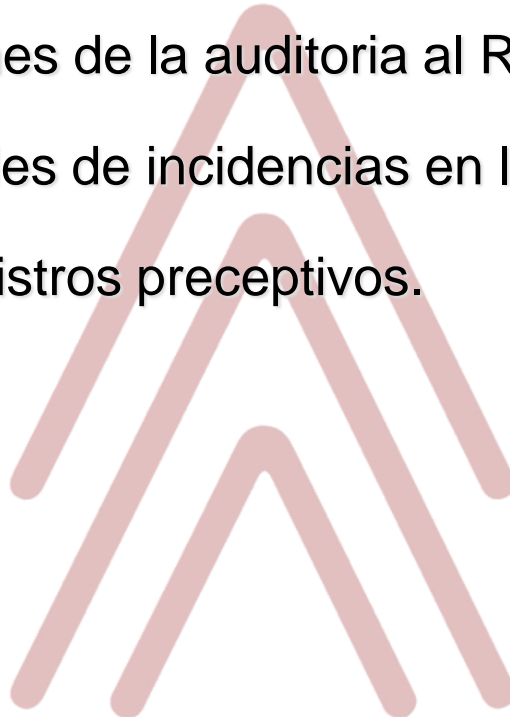 es de la auditoria al R
es de incidencias en l
istros preceptivos.